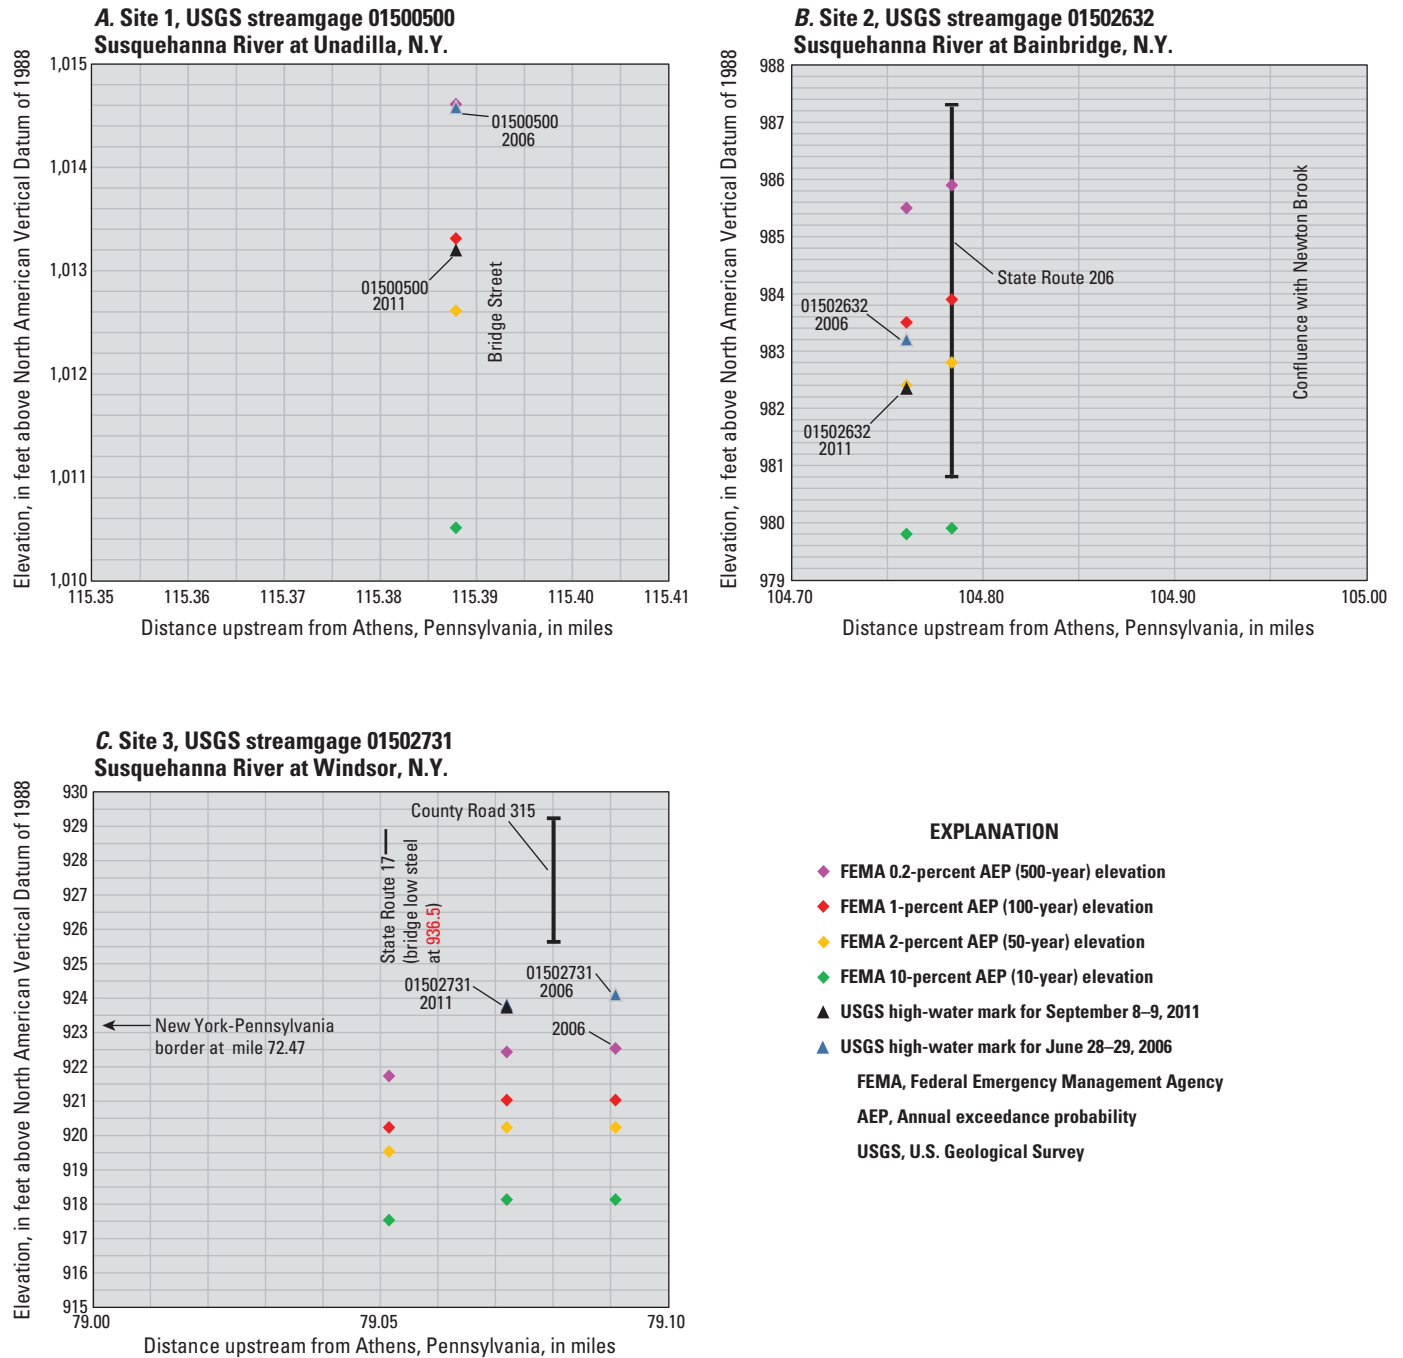 A. Site 1, USGS streamgage 01500500
Susquehanna River at Unadilla, N.Y.
Elevation, in feet above North American Vertical Datum of 1988
1,015
1,014
1,013
1,012
1,011
1,010
01500500
2006
01500500
2011
Bridge Street
115.35
115.36
115.37
115.38
115.39
115.40
115.41
Distance upstream from Athens, Pennsylvania, in miles
B. Site 2, USGS streamgage 01502632
Susquehanna River at Bainbridge, N.Y.
Elevation, in feet above North American Vertical Datum of 1988
988
987
986
985
984
983
982
981
980
979
State Route 206
01502632
2006
01502632
2011
Confluence with Newton Brook
104.70
104.80
104.90
105.00
Distance upstream from Athens, Pennsylvania, in miles
C. Site 3, USGS streamgage 01502731
Susquehanna River at Windsor, N.Y.
Elevation, in feet above North American Vertical Datum of 1988
930
929
928
927
926
925
924
923
922
921
920
919
918
917
916
915
County Road 315
State Route 17
(bridge low steel
at 936.5)
01502731
2011
01502731
2006
2006
New York-Pennsylvania
border at mile 72.47
79.00
79.05
79.10
Distance upstream from Athens, Pennsylvania, in miles
EXPLANATION
FEMA 0.2-percent AEP (500-year) elevation
FEMA 1-percent AEP (100-year) elevation
FEMA 2-percent AEP (50-year) elevation
FEMA 10-percent AEP (10-year) elevation
USGS high-water mark for September 8–9, 2011
USGS high-water mark for June 28–29, 2006
FEMA, Federal Emergency Management Agency
AEP, Annual exceedance probability
USGS, U.S. Geological Survey